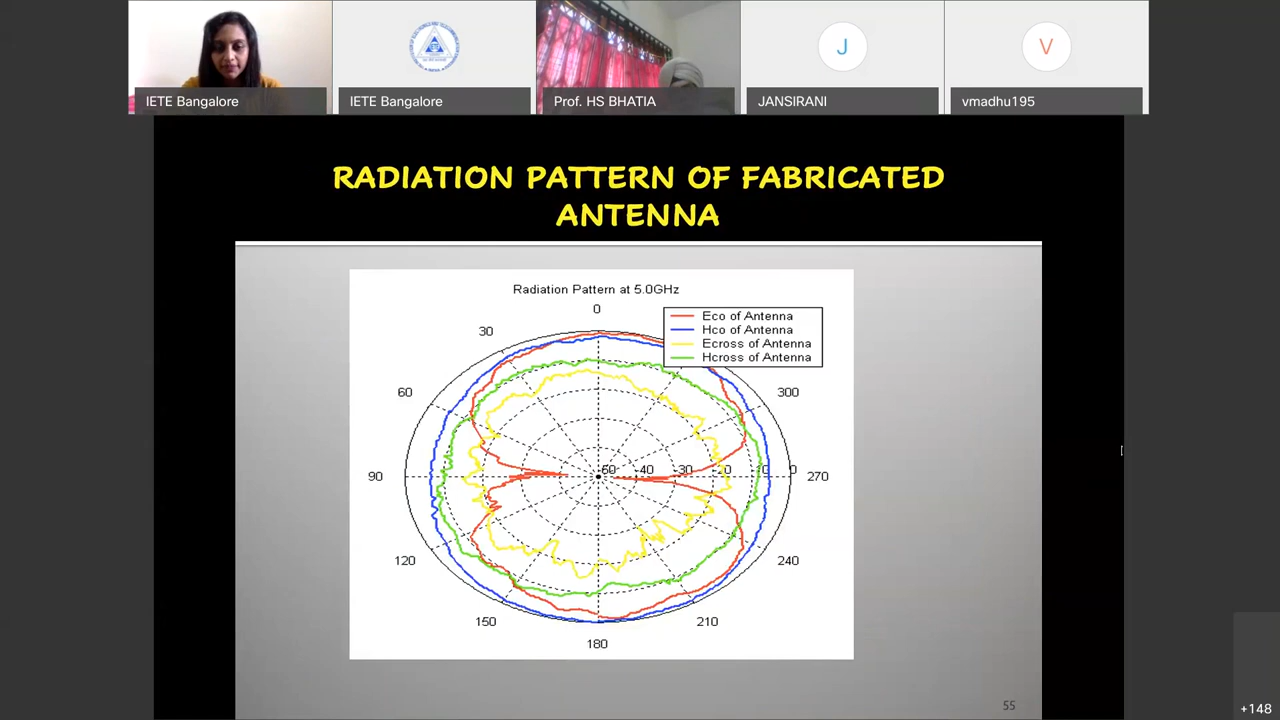 J
V
IETE Bangalore
IETE Bangalore
Prof. HS BHATIA
JANSIRANI
vmadhu195
RADIATION PATTERN OF FABRICATED
ANTENNA
Radiation Pattern at 5.0GHz
0
Eco of Antenna
Hco of Antenna
Ecross of Antenna
Hcross of Antenna
30
60
300
90
-40
-30
-20
-10
0
270
120
240
150
210
180
55
+148